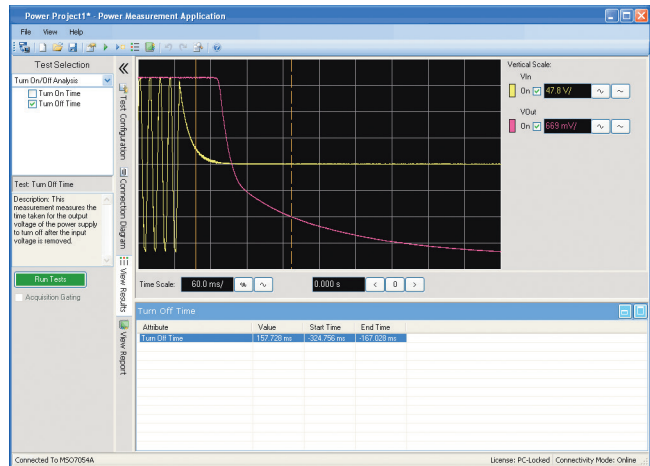 Power Project1* - Power Measurement Application
File View Help
Test Selection
Turn On/Off Analysis
Turn On Time
Turn Off Time
Test: Turn Off Time
Description: This
measurement measures the
time taken for the output
voltage of the power supply
to turn off after the input
voltage is removed.
Run Tests
Acquisition Gating
Test Configuration
Connection Diagram
View Results
View Report
Vertical Scale:
VIn
On 47.8 V/
VOut
On 669 mV/
Time Scale: 60.0 ms/ 0.000 s < 0 >
Turn Off Time
Attribute Value Start Time End Time
Turn Off Time 157.728 ms -324.756 ms -167.028 ms
Connected To MSO7054A
License: PC-Locked Connectivity Mode: Online